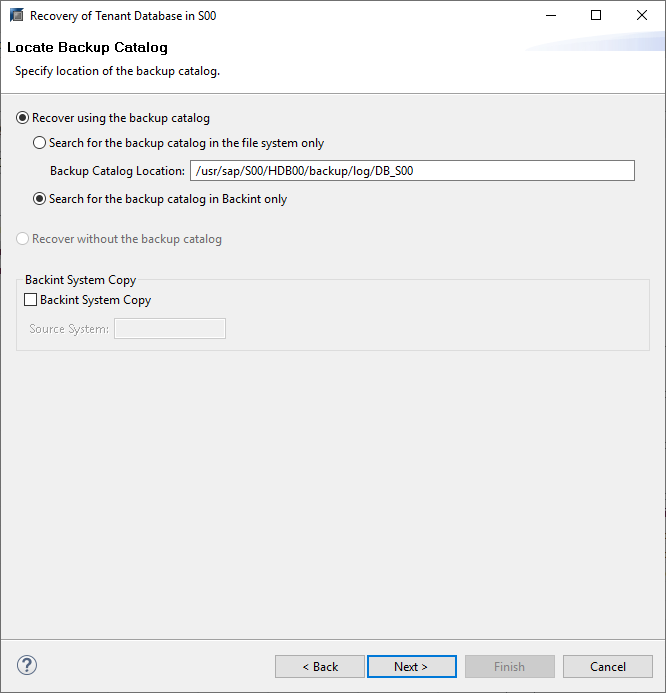 Recovery of Tenant Database in S00
Locate Backup Catalog
Specify location of the backup catalog.
Recover using the backup catalog
Search for the backup catalog in the file system only
Backup Catalog Location: /usr/sap/S00/HDB00/backup/log/DB_S00
Search for the backup catalog in Backint only
Recover without the backup catalog
Backint System Copy
Backint System Copy
Source System:
? < Back Next > Finish Cancel